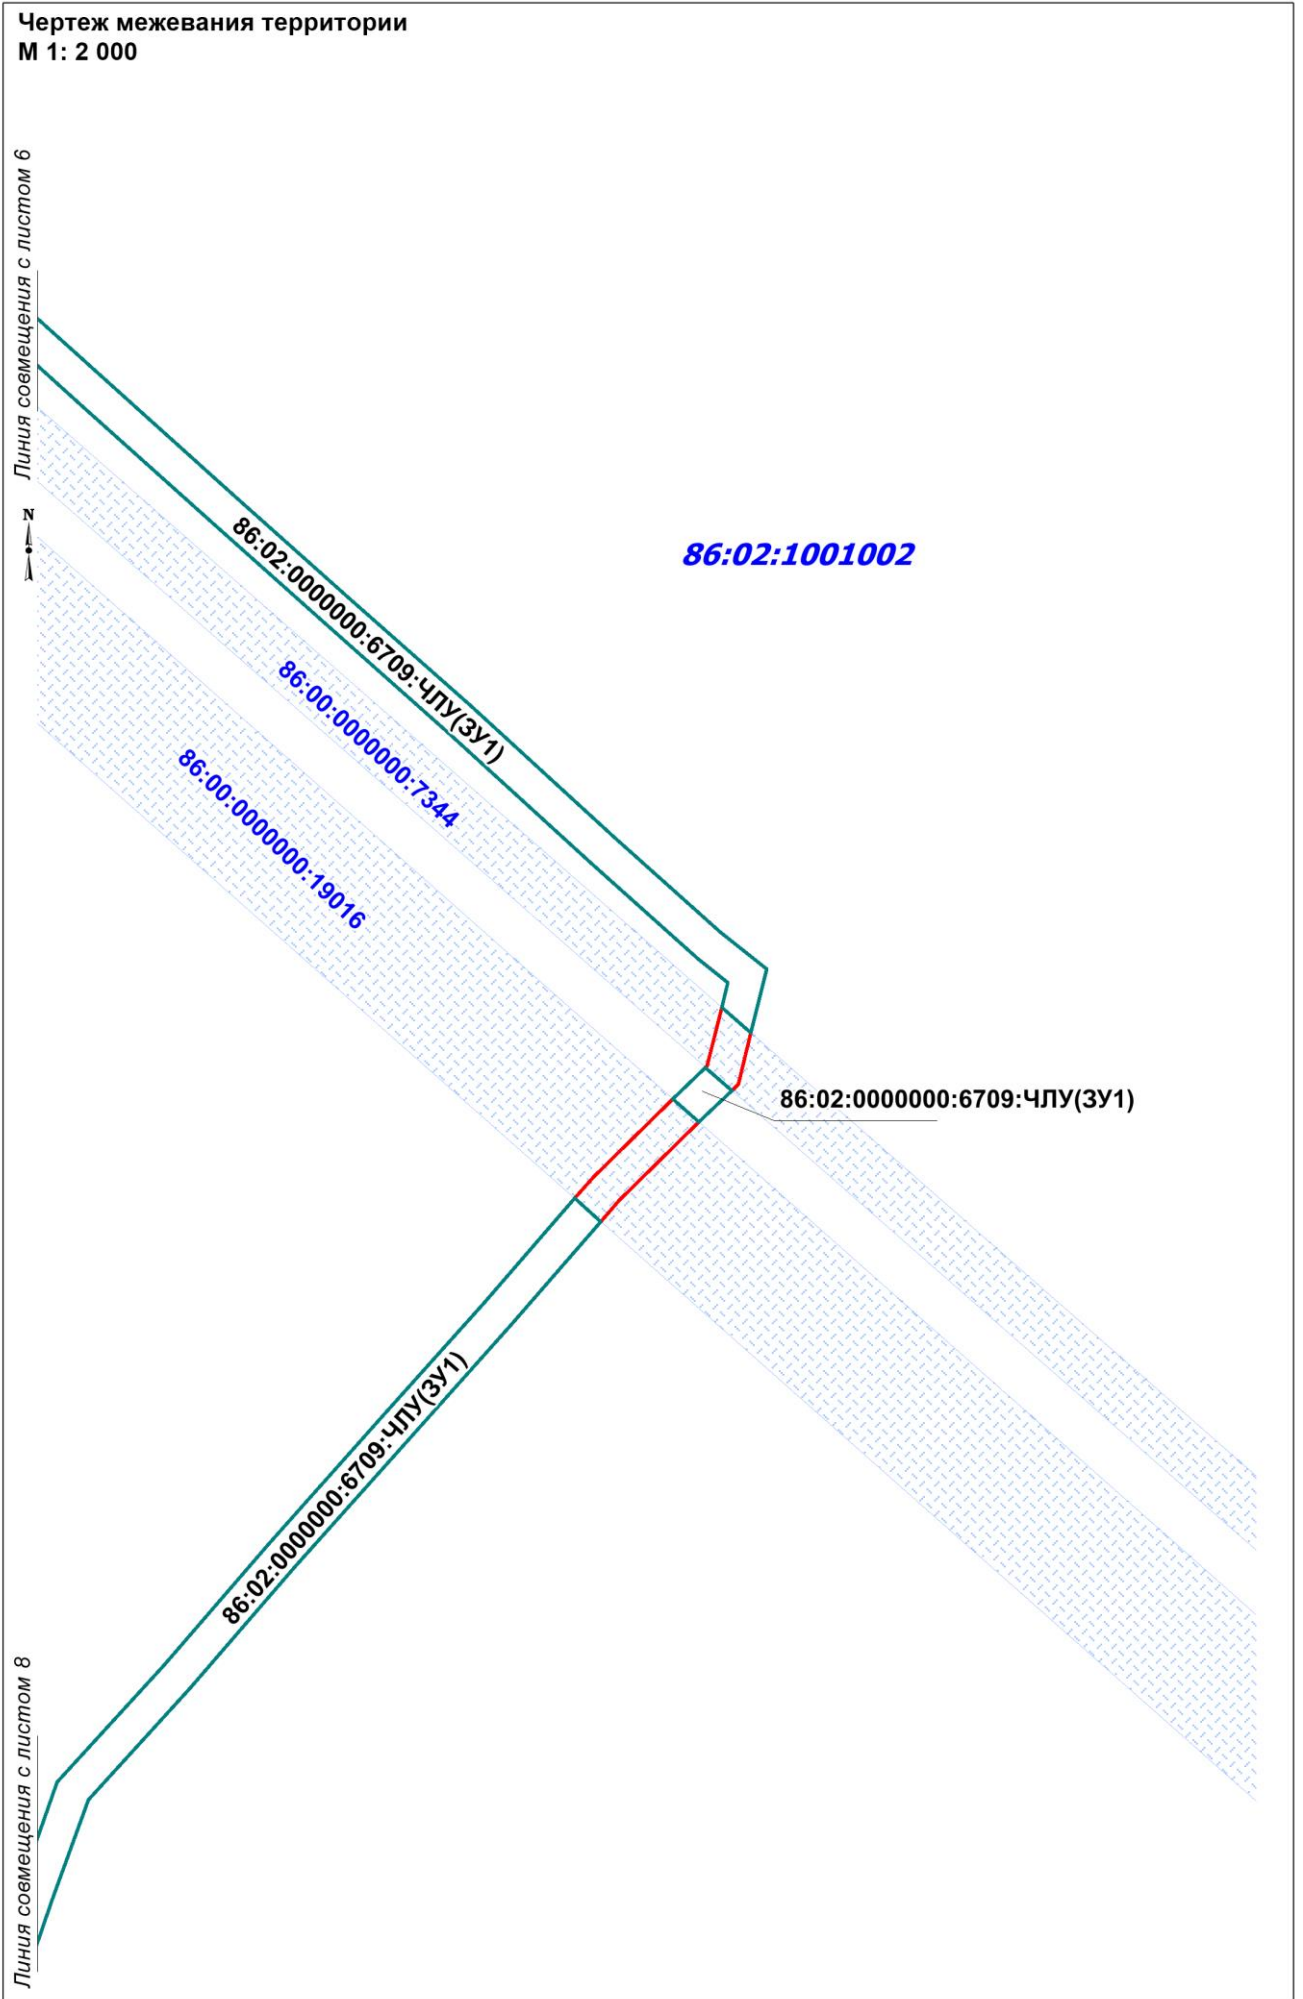 Чертеж межевания территории
М 1: 2 000
Линия совмещения с листом 6
N
86:02:1001002
86:02:0000000:6709:ЧЛУ(ЗУ1)
86:00:0000000:7344
86:00:0000000:19016
86:02:0000000:6709:ЧЛУ(ЗУ1)
86:02:0000000:6709:ЧЛУ(ЗУ1)
Линия совмещения с листом 8